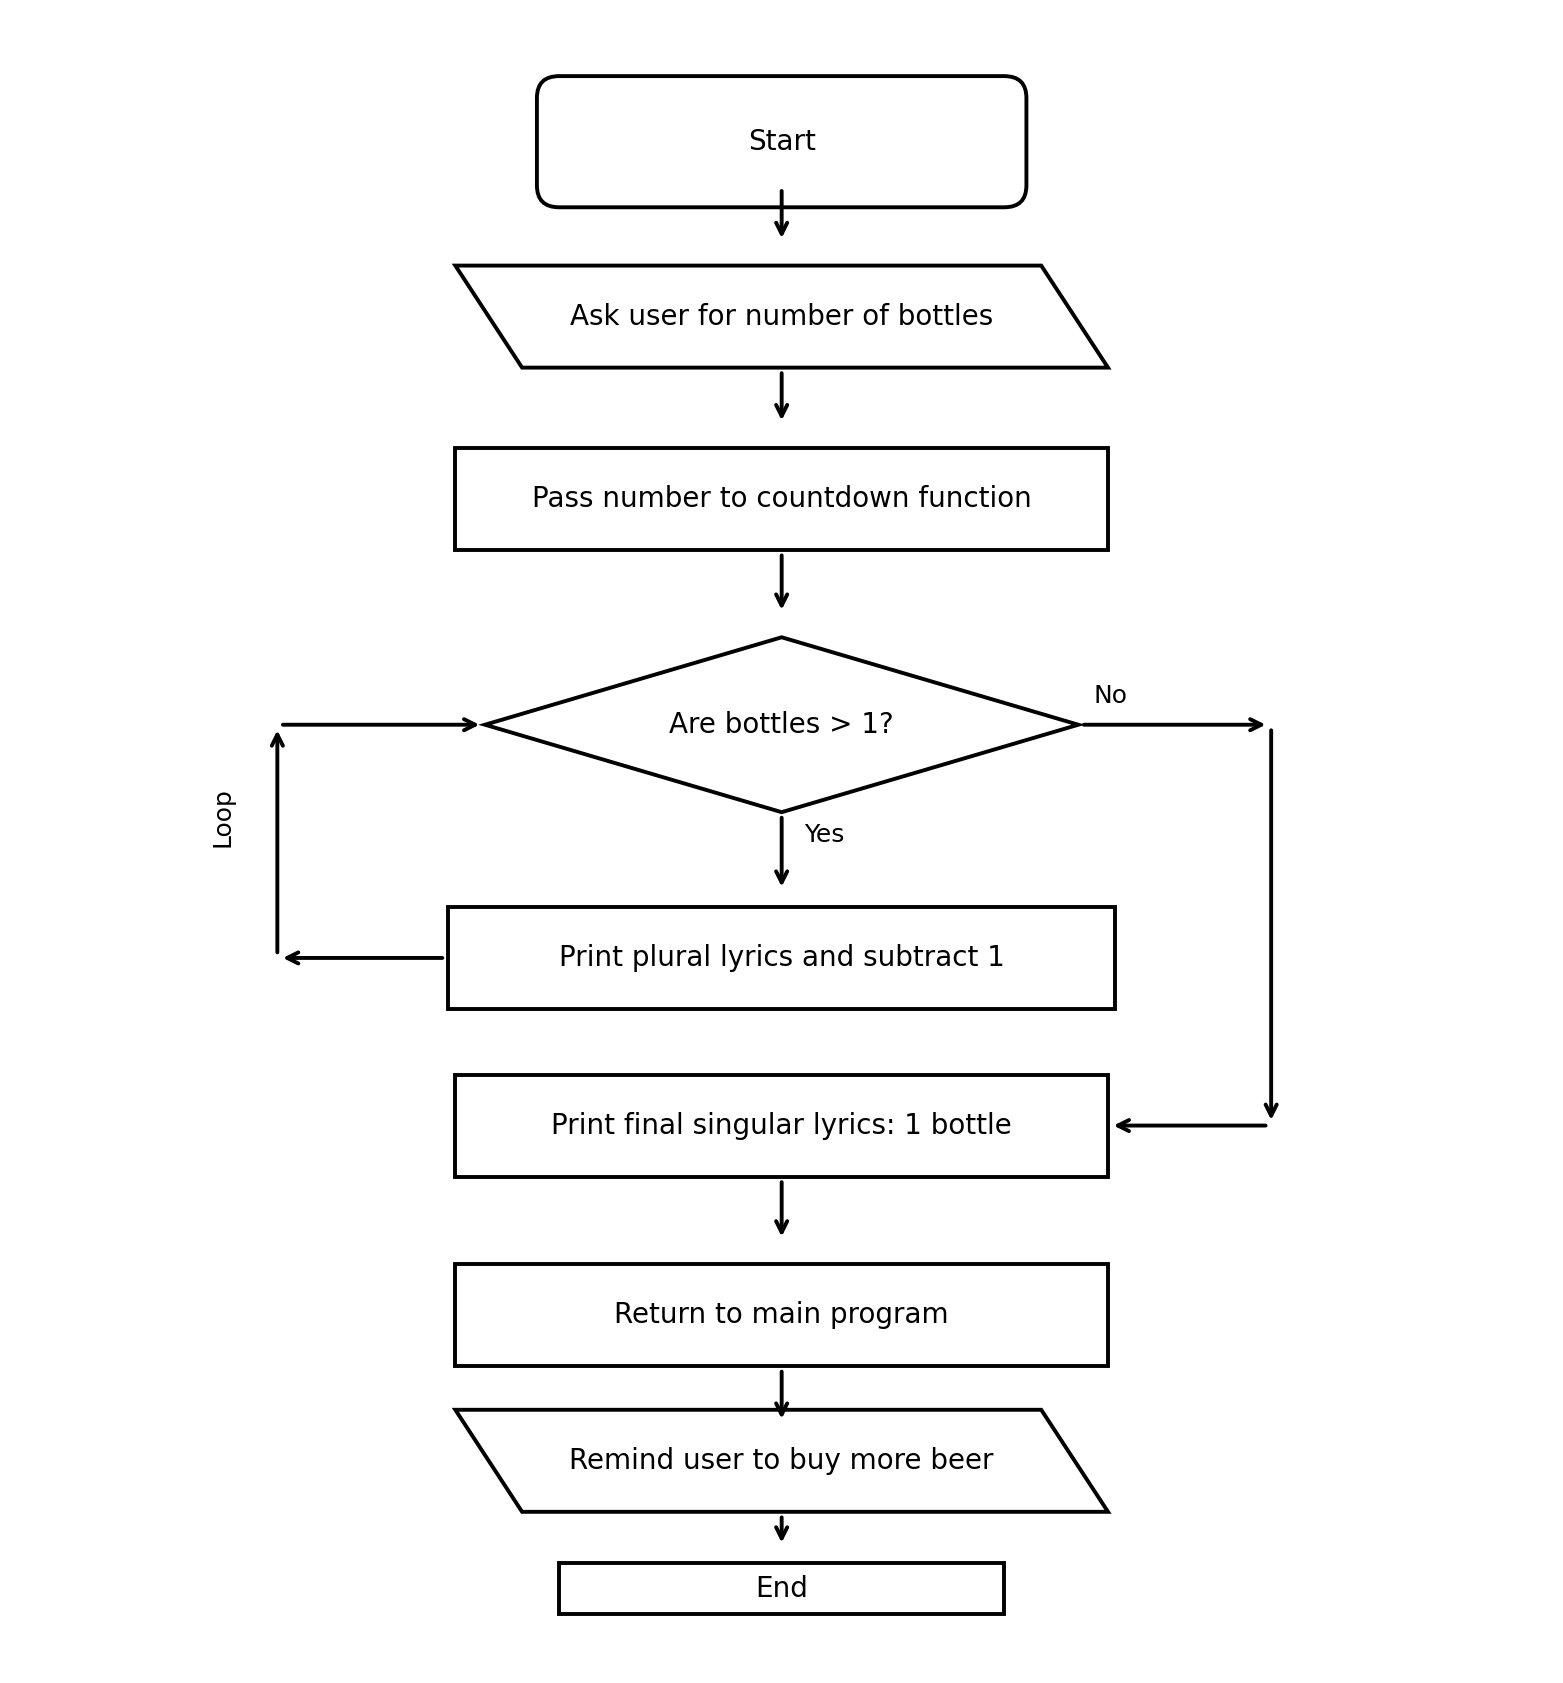 Start
Ask user for number of bottles
Pass number to countdown function
Are bottles > 1?
No
Yes
Loop
Print plural lyrics and subtract 1
Print final singular lyrics: 1 bottle
Return to main program
Remind user to buy more beer
End